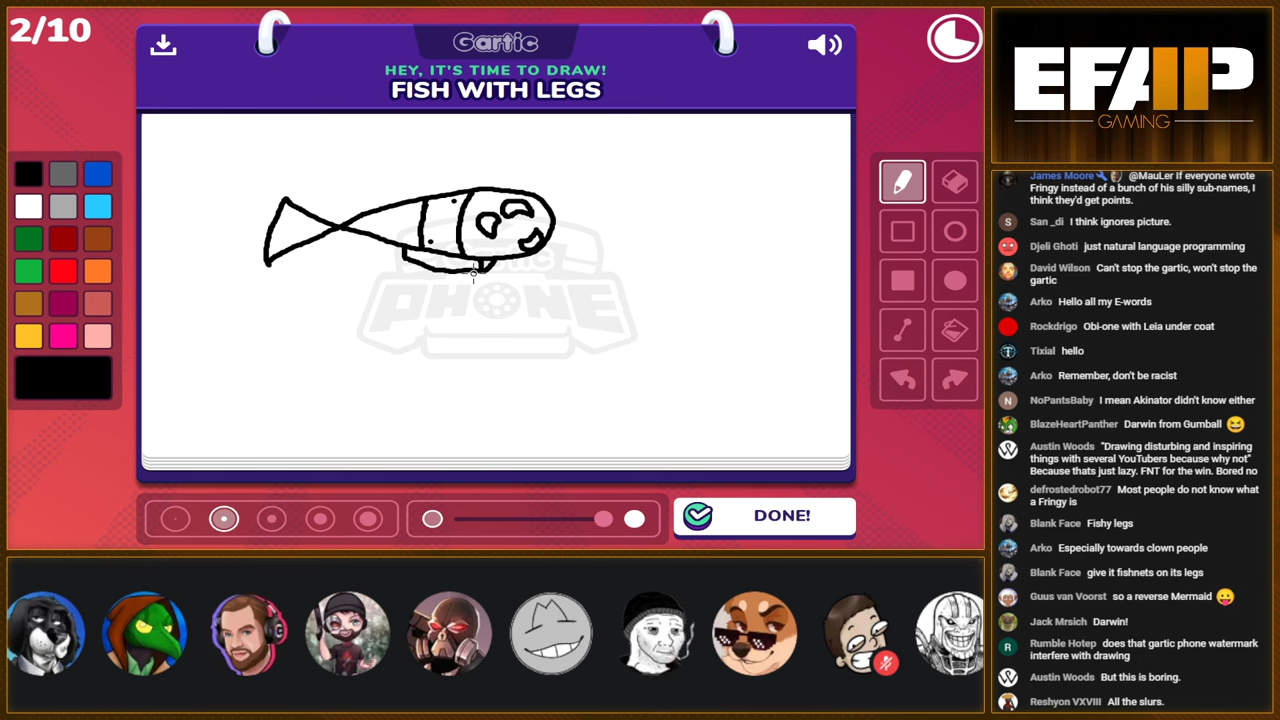 2/10
Gartic
HEY, IT'S TIME TO DRAW!
FISH WITH LEGS
PHONE
DONE!
EFAP
GAMING
James Moore @MauLer If everyone wrote
Fringy instead of a bunch of his silly sub-names, I
think they'd get points.
San _di I think ignores picture.
Djeli Ghoti just natural language programming
David Wilson Can't stop the gartic, won't stop the
gartic
Arko Hello all my E-words
Rockdrigo Obi-one with Leia under coat
Tixial hello
Arko Remember, don't be racist
NoPantsBaby I mean Akinator didn't know either
BlazeHeartPanther Darwin from Gumball
Austin Woods "Drawing disturbing and inspiring
things with several YouTubers because why not"
Because thats just lazy. FNT for the win. Bored no
defrostedrobot77 Most people do not know what
a Fringy is
Blank Face Fishy legs
Arko Especially towards clown people
Blank Face give it fishnets on its legs
Guus van Voorst so a reverse Mermaid
Jack Mrsich Darwin!
Rumble Hotep does that gartic phone watermark
interfere with drawing
Austin Woods But this is boring.
Reshyon VXVIII All the slurs.